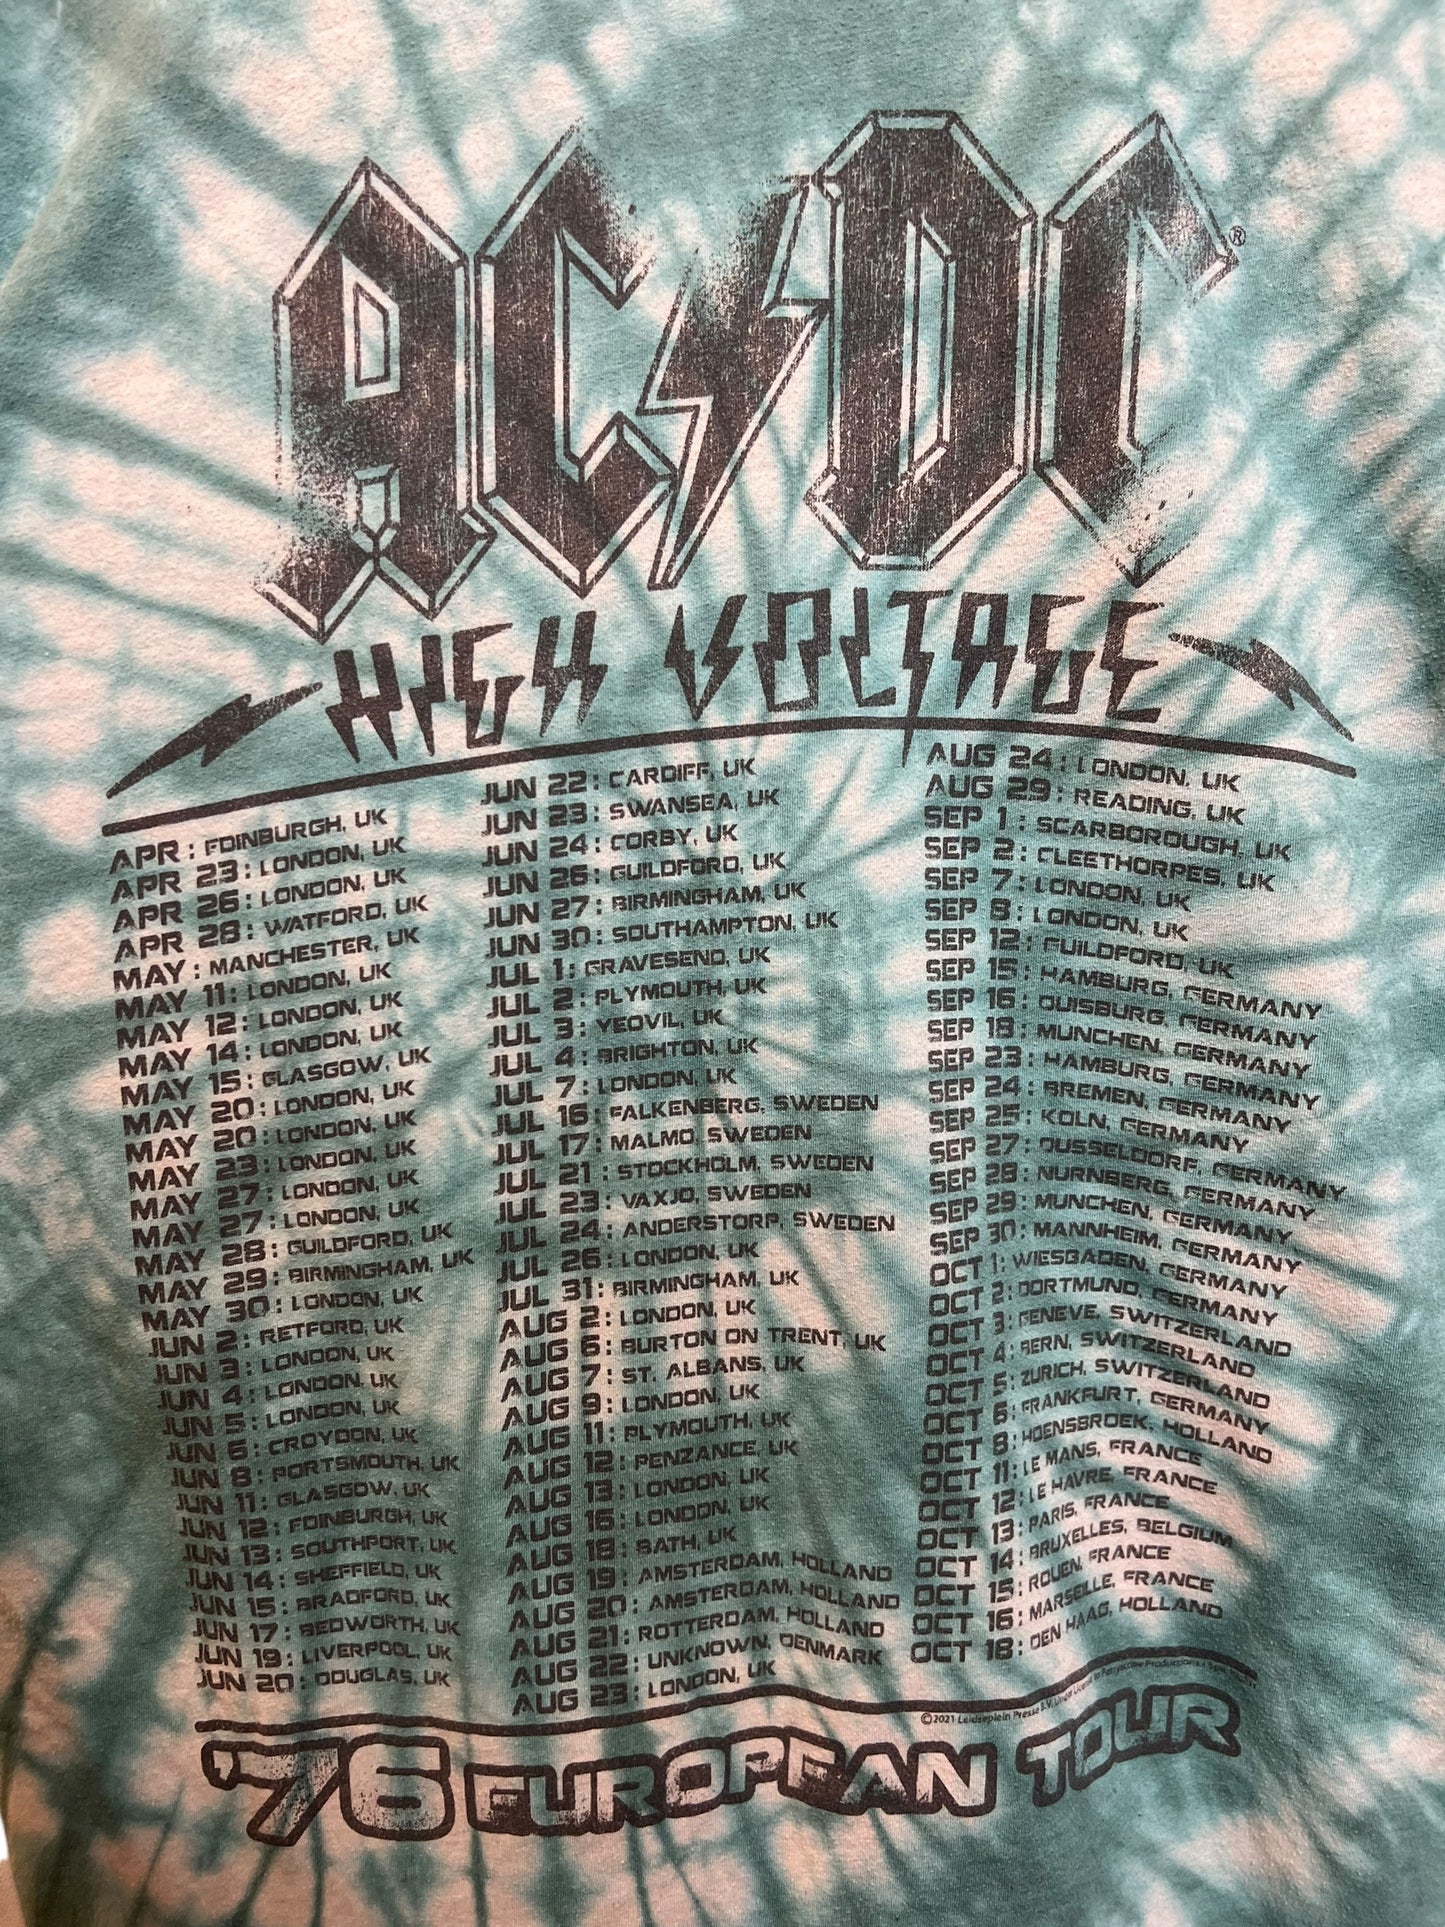 AC/DC®
HIGH VOLTAGE
APR : EDINBURGH, UK
APR 23 : LONDON, UK
APR 26 : LONDON, UK
APR 28 : WATFORD, UK
MAY : MANCHESTER, UK
MAY 11 : LONDON, UK
MAY 12 : LONDON, UK
MAY 14 : LONDON, UK
MAY 15 : GLASGOW, UK
MAY 20 : LONDON, UK
MAY 20 : LONDON, UK
MAY 23 : LONDON, UK
MAY 27 : LONDON, UK
MAY 27 : LONDON, UK
MAY 28 : GUILDFORD, UK
MAY 29 : BIRMINGHAM, UK
MAY 30 : LONDON, UK
JUN 2 : RETFORD, UK
JUN 3 : LONDON, UK
JUN 4 : LONDON, UK
JUN 5 : LONDON, UK
JUN 6 : CROYDON, UK
JUN 8 : PORTSMOUTH, UK
JUN 11 : GLASGOW, UK
JUN 12 : EDINBURGH, UK
JUN 13 : SOUTHPORT, UK
JUN 14 : SHEFFIELD, UK
JUN 15 : BRADFORD, UK
JUN 17 : BEDWORTH, UK
JUN 19 : LIVERPOOL, UK
JUN 20 : DOUGLAS, UK
JUN 22 : CARDIFF, UK
JUN 23 : SWANSEA, UK
JUN 24 : CORBY, UK
JUN 26 : GUILDFORD, UK
JUN 27 : BIRMINGHAM, UK
JUN 30 : SOUTHAMPTON, UK
JUL 1 : GRAVESEND, UK
JUL 2 : PLYMOUTH, UK
JUL 3 : YEOVIL, UK
JUL 4 : BRIGHTON, UK
JUL 7 : LONDON, UK
JUL 16 : FALKENBERG, SWEDEN
JUL 17 : MALMO, SWEDEN
JUL 21 : STOCKHOLM, SWEDEN
JUL 23 : VAXJO, SWEDEN
JUL 24 : ANDERSTORP, SWEDEN
JUL 26 : LONDON, UK
JUL 31 : BIRMINGHAM, UK
AUG 2 : LONDON, UK
AUG 6 : BURTON ON TRENT, UK
AUG 7 : ST. ALBANS, UK
AUG 9 : LONDON, UK
AUG 11 : PLYMOUTH, UK
AUG 12 : PENZANCE, UK
AUG 13 : LONDON, UK
AUG 16 : LONDON, UK
AUG 18 : BATH, UK
AUG 19 : AMSTERDAM, HOLLAND
AUG 20 : AMSTERDAM, HOLLAND
AUG 21 : ROTTERDAM, HOLLAND
AUG 22 : UNKNOWN, DENMARK
AUG 23 : LONDON, UK
AUG 24 : LONDON, UK
AUG 29 : READING, UK
SEP 1 : SCARBOROUGH, UK
SEP 2 : CLEETHORPES, UK
SEP 7 : LONDON, UK
SEP 8 : LONDON, UK
SEP 12 : GUILDFORD, UK
SEP 15 : HAMBURG, GERMANY
SEP 16 : DUISBURG, GERMANY
SEP 18 : MUNCHEN, GERMANY
SEP 23 : HAMBURG, GERMANY
SEP 24 : BREMEN, GERMANY
SEP 25 : KOLN, GERMANY
SEP 27 : DUSSELDORF, GERMANY
SEP 28 : NURNBERG, GERMANY
SEP 29 : MUNCHEN, GERMANY
SEP 30 : MANNHEIM, GERMANY
OCT 1 : WIESBADEN, GERMANY
OCT 2 : DORTMUND, GERMANY
OCT 3 : GENEVE, SWITZERLAND
OCT 4 : BERN, SWITZERLAND
OCT 5 : ZURICH, SWITZERLAND
OCT 6 : FRANKFURT, GERMANY
OCT 8 : HOENSBROEK, HOLLAND
OCT 11 : LE MANS, FRANCE
OCT 12 : LE HAVRE, FRANCE
OCT 13 : PARIS, FRANCE
OCT 14 : BRUXELLES, BELGIUM
OCT 15 : ROUEN, FRANCE
OCT 16 : MARSEILLE, FRANCE
OCT 18 : DEN HAAG, HOLLAND
©2021 Leidseplein Presse B.V. Under License to Perryscope Productions
'76 EUROPEAN TOUR